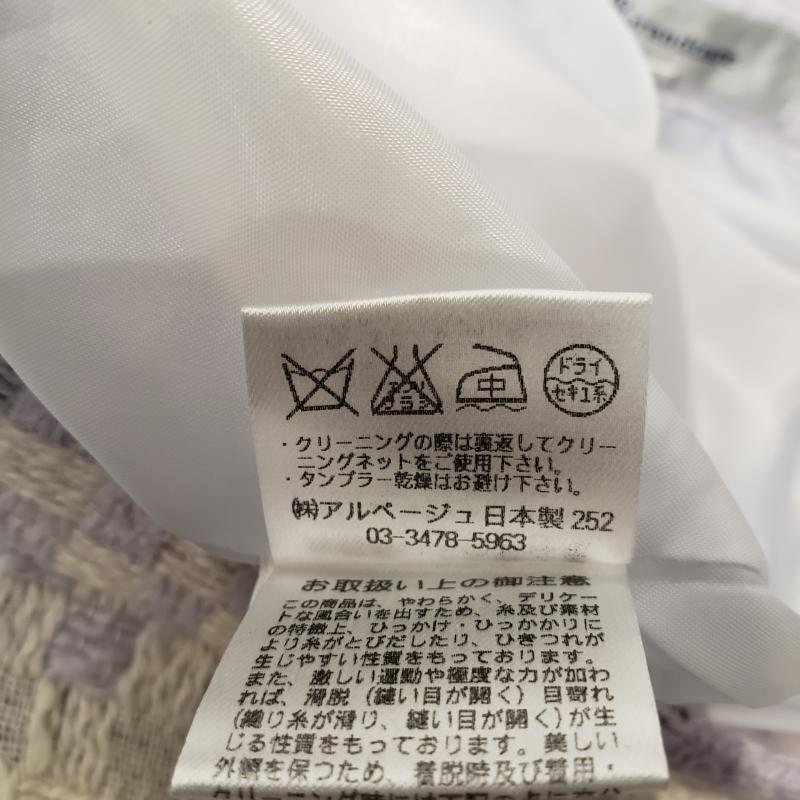 中
ドライ
セキユ系
・クリーニングの際は裏返してクリー
ニングネットをご使用下さい。
・タンブラー乾燥はお避け下さい。
㈱アルページュ 日本製 252
03-3478-5963
お取扱い上の御注意
この商品は、やわらかく、デリケー
トな風合いを出すため、糸及び素材
の特徴上、ひっかけ・ひっかかりに
より糸がとびだしたり、ひきつれが
生じやすい性質をもっております。
また、激しい運動や極度な力が加わ
れば、滑脱（縫い目が開く）目寄れ
（織り糸が滑り、縫い目が開く）が生
じる性質をもっております。美しい
外観を保つため、着脱時及び着用・